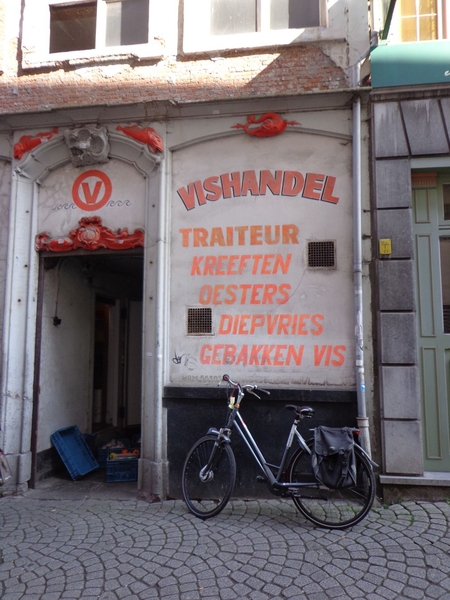 V
VISHANDEL
TRAITEUR
KREEFTEN
OESTERS
DIEPVRIES
GEBAKKEN VIS